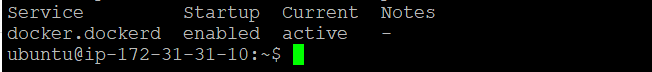 Service        Startup  Current  Notes
docker.dockerd  enabled  active   -
ubuntu@ip-172-31-31-10:~$